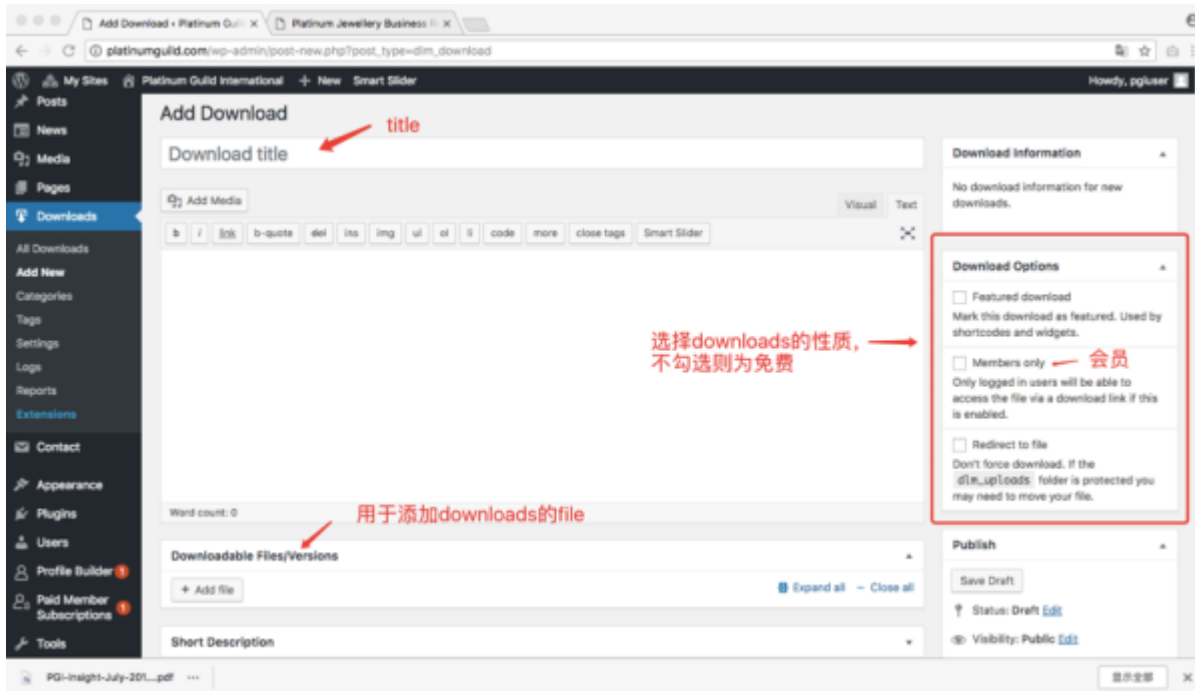 Add Download ‹ Platinum Guil
Platinum Jewellery Business R
platinumguild.com/wp-admin/post-new.php?post_type=dlm_download
My Sites Platinum Guild International + New Smart Slider Howdy, pgiuser
Posts
News
Media
Pages
Downloads
All Downloads
Add New
Categories
Tags
Settings
Logs
Reports
Extensions
Contact
Appearance
Plugins
Users
Profile Builder 1
Paid Member
Subscriptions 1
Tools
Add Download
title
Download title
Add Media
Visual Text
b i link b-quote del ins img ul ol li code more close tags Smart Slider
选择downloads的性质,
不勾选则为免费
Word count: 0
用于添加downloads的file
Downloadable Files/Versions
+ Add file
Expand all – Close all
Short Description
Download Information
No download information for new
downloads.
Download Options
Featured download
Mark this download as featured. Used by
shortcodes and widgets.
Members only 会员
Only logged in users will be able to
access the file via a download link if this
is enabled.
Redirect to file
Don't force download. If the
dlm_uploads folder is protected you
may need to move your file.
Publish
Save Draft
Status: Draft Edit
Visibility: Public Edit
PGI-Insight-July-201....pdf
显示全部